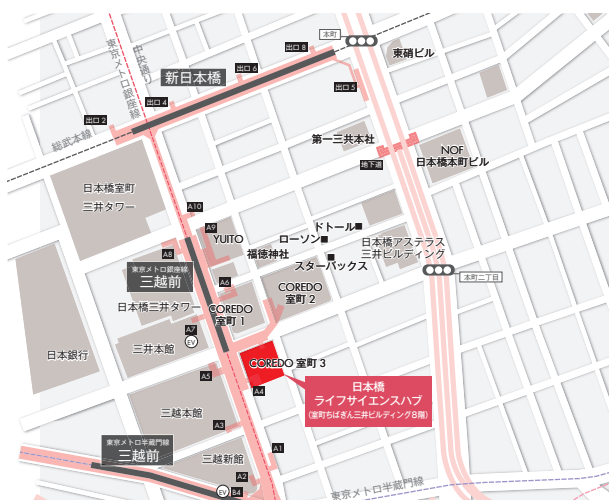 本町
東硝ビル
出口 8
出口 6
新日本橋
東京メトロ銀座線
中央通り
出口 5
出口 4
出口 2
総武本線
第一三共本社
地下道
NOF
日本橋本町ビル
日本橋室町
三井タワー
A10
A9
YUITO
ドトール
ローソン
福徳神社
スターバックス
日本橋アステラス
三井ビルディング
本町二丁目
A8
東京メトロ銀座線
三越前
A6
COREDO
室町 2
日本橋三井タワー
COREDO
室町 1
A7
EV
三井本館
日本銀行
COREDO 室町 3
A5
A4
日本橋
ライフサイエンスハブ
(室町ちばぎん三井ビルディング8階)
三越本館
A3
A1
東京メトロ半蔵門線
三越前
三越新館
A2
EV
B4
東京メトロ半蔵門線